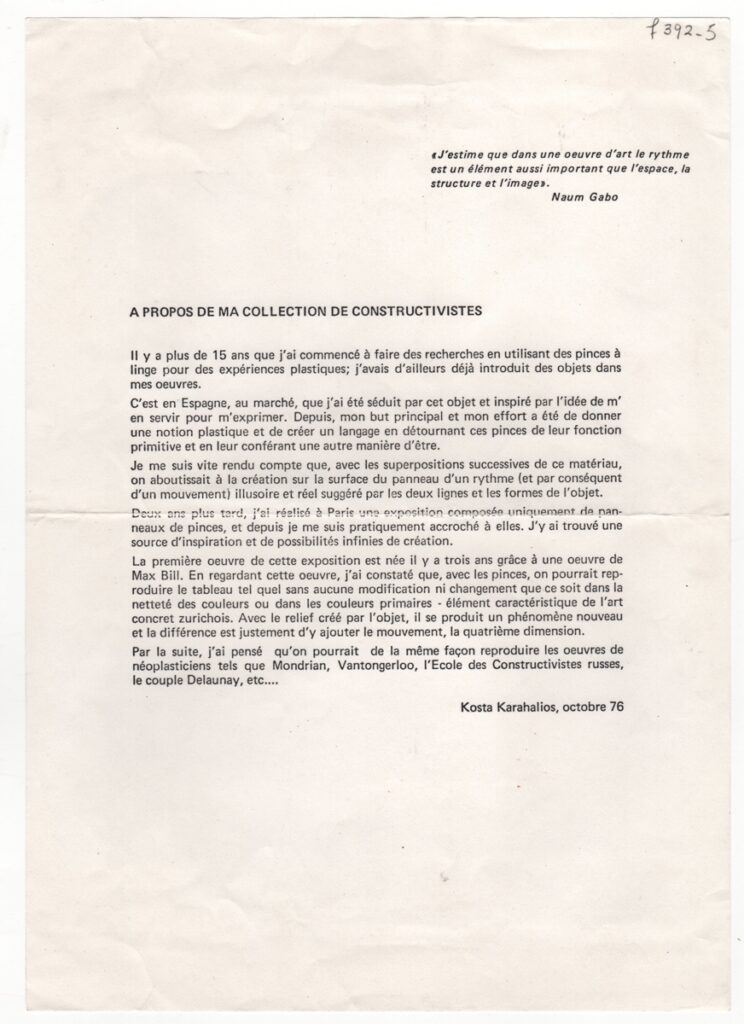 f 392-5
«J'estime que dans une oeuvre d'art le rythme
est un élément aussi important que l'espace, la
structure et l'image».
Naum Gabo
A PROPOS DE MA COLLECTION DE CONSTRUCTIVISTES
Il y a plus de 15 ans que j'ai commencé à faire des recherches en utilisant des pinces à
linge pour des expériences plastiques; j'avais d'ailleurs déjà introduit des objets dans
mes oeuvres.
C'est en Espagne, au marché, que j'ai été séduit par cet objet et inspiré par l'idée de m'
en servir pour m'exprimer. Depuis, mon but principal et mon effort a été de donner
une notion plastique et de créer un langage en détournant ces pinces de leur fonction
primitive et en leur conférant une autre manière d'être.
Je me suis vite rendu compte que, avec les superpositions successives de ce matériau,
on aboutissait à la création sur la surface du panneau d'un rythme (et par conséquent
d'un mouvement) illusoire et réel suggéré par les deux lignes et les formes de l'objet.
Deux ans plus tard, j'ai réalisé à Paris une exposition composée uniquement de pan-
neaux de pinces, et depuis je me suis pratiquement accroché à elles. J'y ai trouvé une
source d'inspiration et de possibilités infinies de création.
La première oeuvre de cette exposition est née il y a trois ans grâce à une oeuvre de
Max Bill. En regardant cette oeuvre, j'ai constaté que, avec les pinces, on pourrait rep-
roduire le tableau tel quel sans aucune modification ni changement que ce soit dans la
netteté des couleurs ou dans les couleurs primaires - élément caractéristique de l'art
concret zurichois. Avec le relief créé par l'objet, il se produit un phénomène nouveau
et la différence est justement d'y ajouter le mouvement, la quatrième dimension.
Par la suite, j'ai pensé qu'on pourrait de la même façon reproduire les oeuvres de
néoplasticiens tels que Mondrian, Vantongerloo, l'Ecole des Constructivistes russes,
le couple Delaunay, etc....
Kosta Karahalios, octobre 76